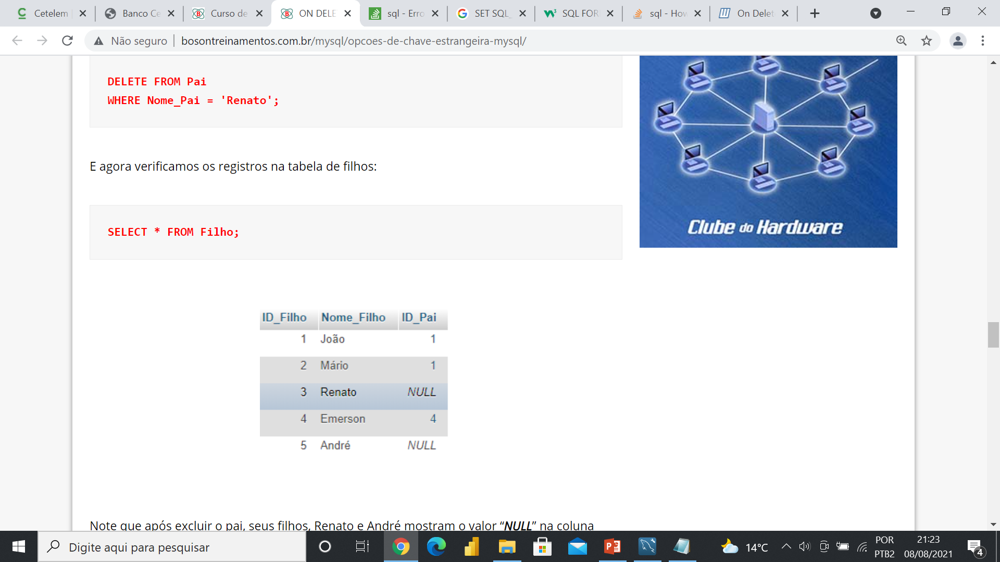 Cetelem
Banco Ce
Curso de
ON DELE
sql - Erro
SET SQL_
SQL FOR
sql - How
On Delet
Não seguro
bosontreinamentos.com.br/mysql/opcoes-de-chave-estrangeira-mysql/
DELETE FROM Pai
WHERE Nome_Pai = 'Renato';
E agora verificamos os registros na tabela de filhos:
SELECT * FROM Filho;
Clube do Hardware
ID_Filho Nome_Filho ID_Pai
1 João 1
2 Mário 1
3 Renato NULL
4 Emerson 4
5 André NULL
Note que após excluir o pai, seus filhos, Renato e André mostram o valor “NULL” na coluna
Digite aqui para pesquisar
14°C
POR
PTB2
21:23
08/08/2021
4